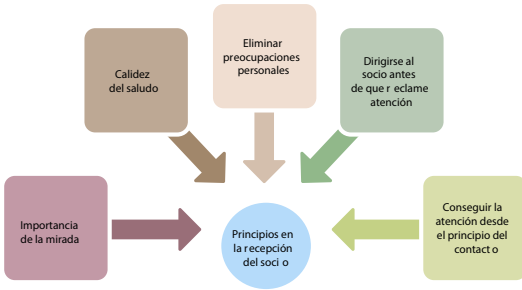 Eliminar
preocupaciones
personales
Calidez
del saludo
Dirigirse al
socio antes
de que r eclame
atención
Importancia
de la mirada
Principios en
la r ecepción
del soci o
Conseguir la
atención desde
el principio del
contact o